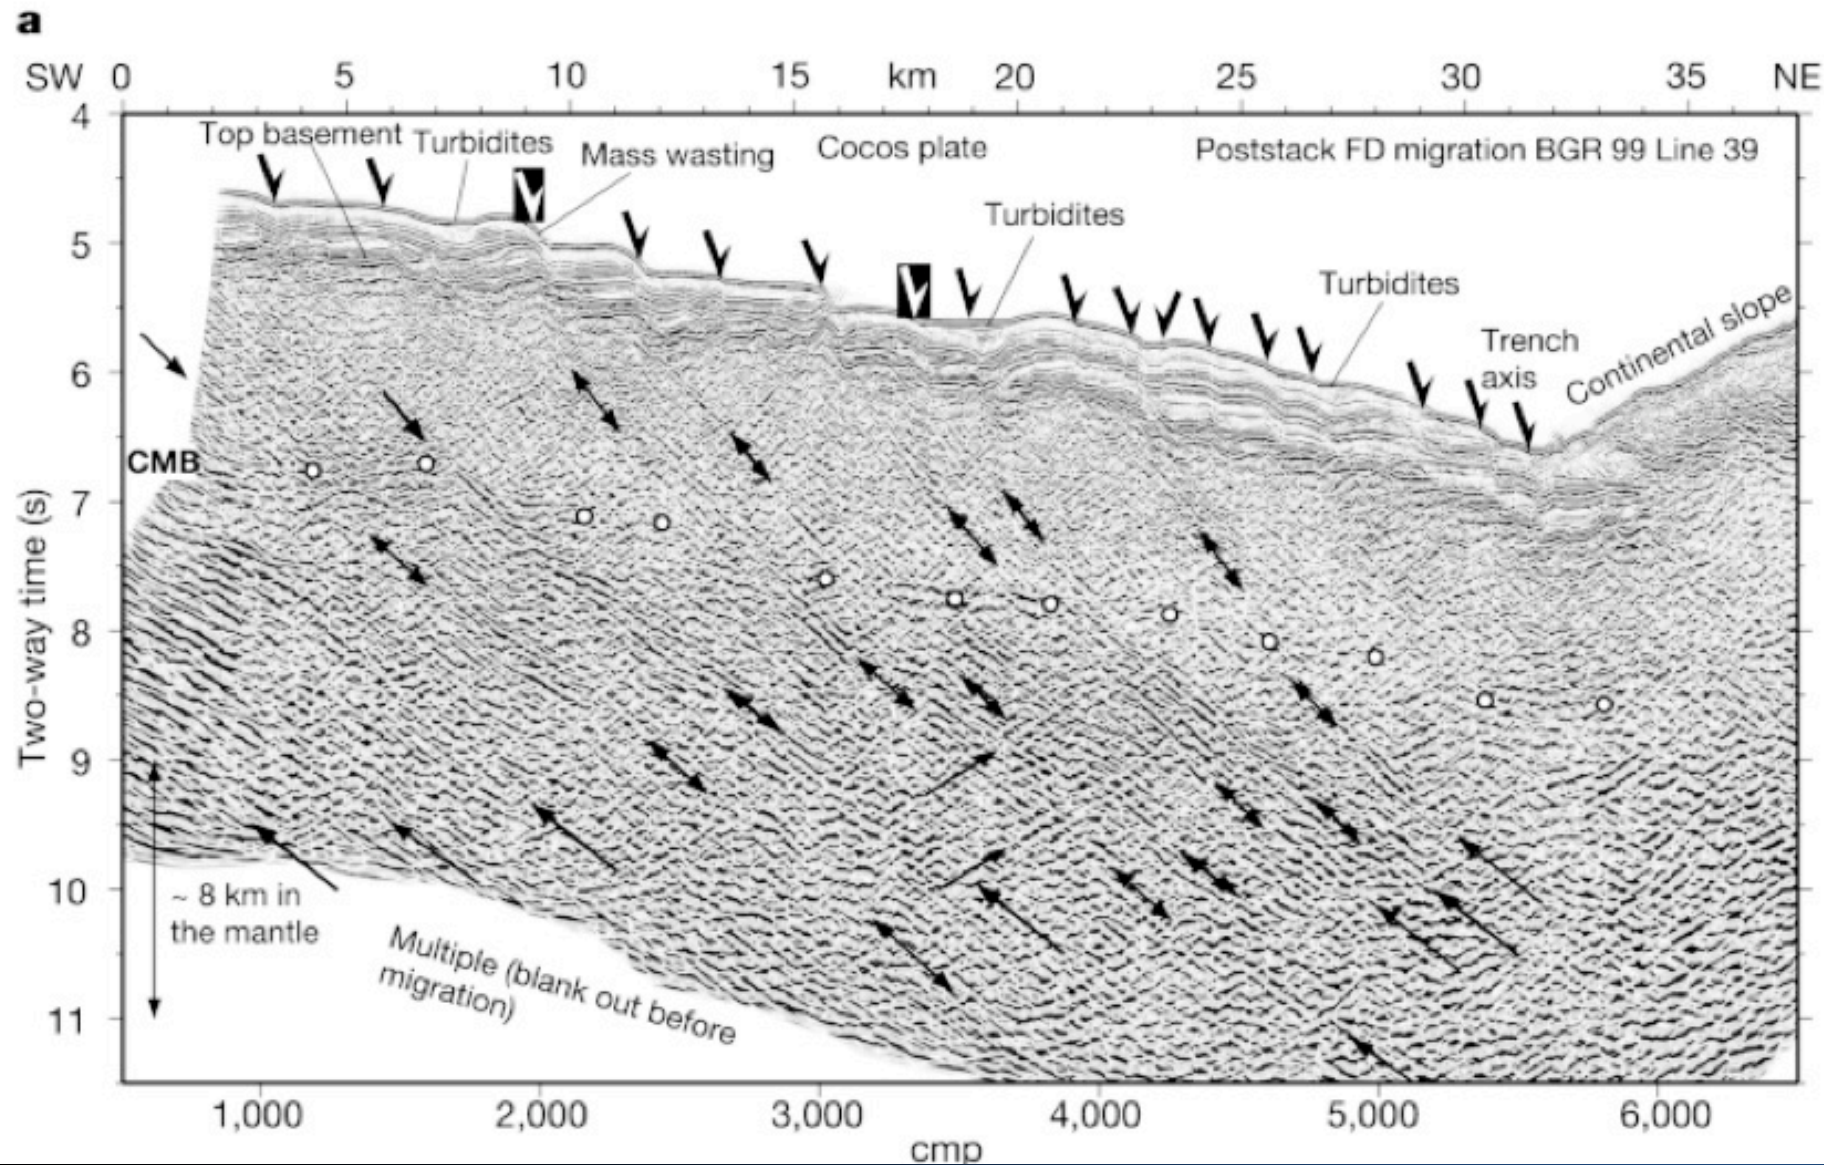 a
SW 0 5 10 15 km 20 25 30 35 NE
4
Top basement
Turbidites
Mass wasting
Cocos plate
Poststack FD migration BGR 99 Line 39
Turbidites
5
Turbidites
Continental slope
Trench
axis
6
CMB
7
Two-way time (s)
8
9
10
~ 8 km in
the mantle
Multiple (blank out before
migration)
11
1,000 2,000 3,000 4,000 5,000 6,000
cmp